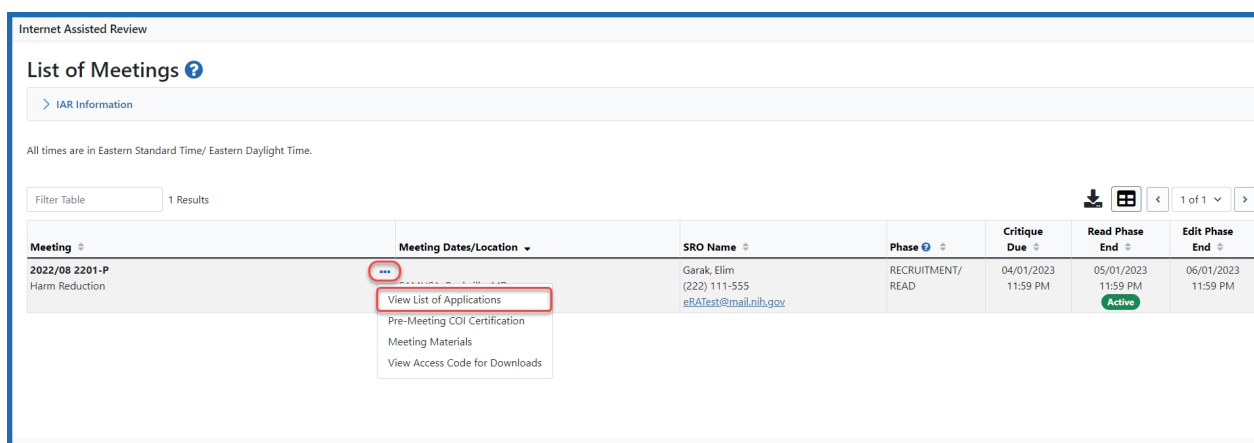 Internet Assisted Review
List of Meetings ?
IAR Information
All times are in Eastern Standard Time/ Eastern Daylight Time.
Filter Table 1 Results 1 of 1
Meeting Meeting Dates/Location SRO Name Phase ? Critique Due Read Phase End Edit Phase End
2022/08 2201-P ... Garak, Elim RECRUITMENT/ 04/01/2023 05/01/2023 06/01/2023
Harm Reduction (222) 111-555 READ 11:59 PM 11:59 PM 11:59 PM
eRATest@mail.nih.gov Active
View List of Applications
Pre-Meeting COI Certification
Meeting Materials
View Access Code for Downloads